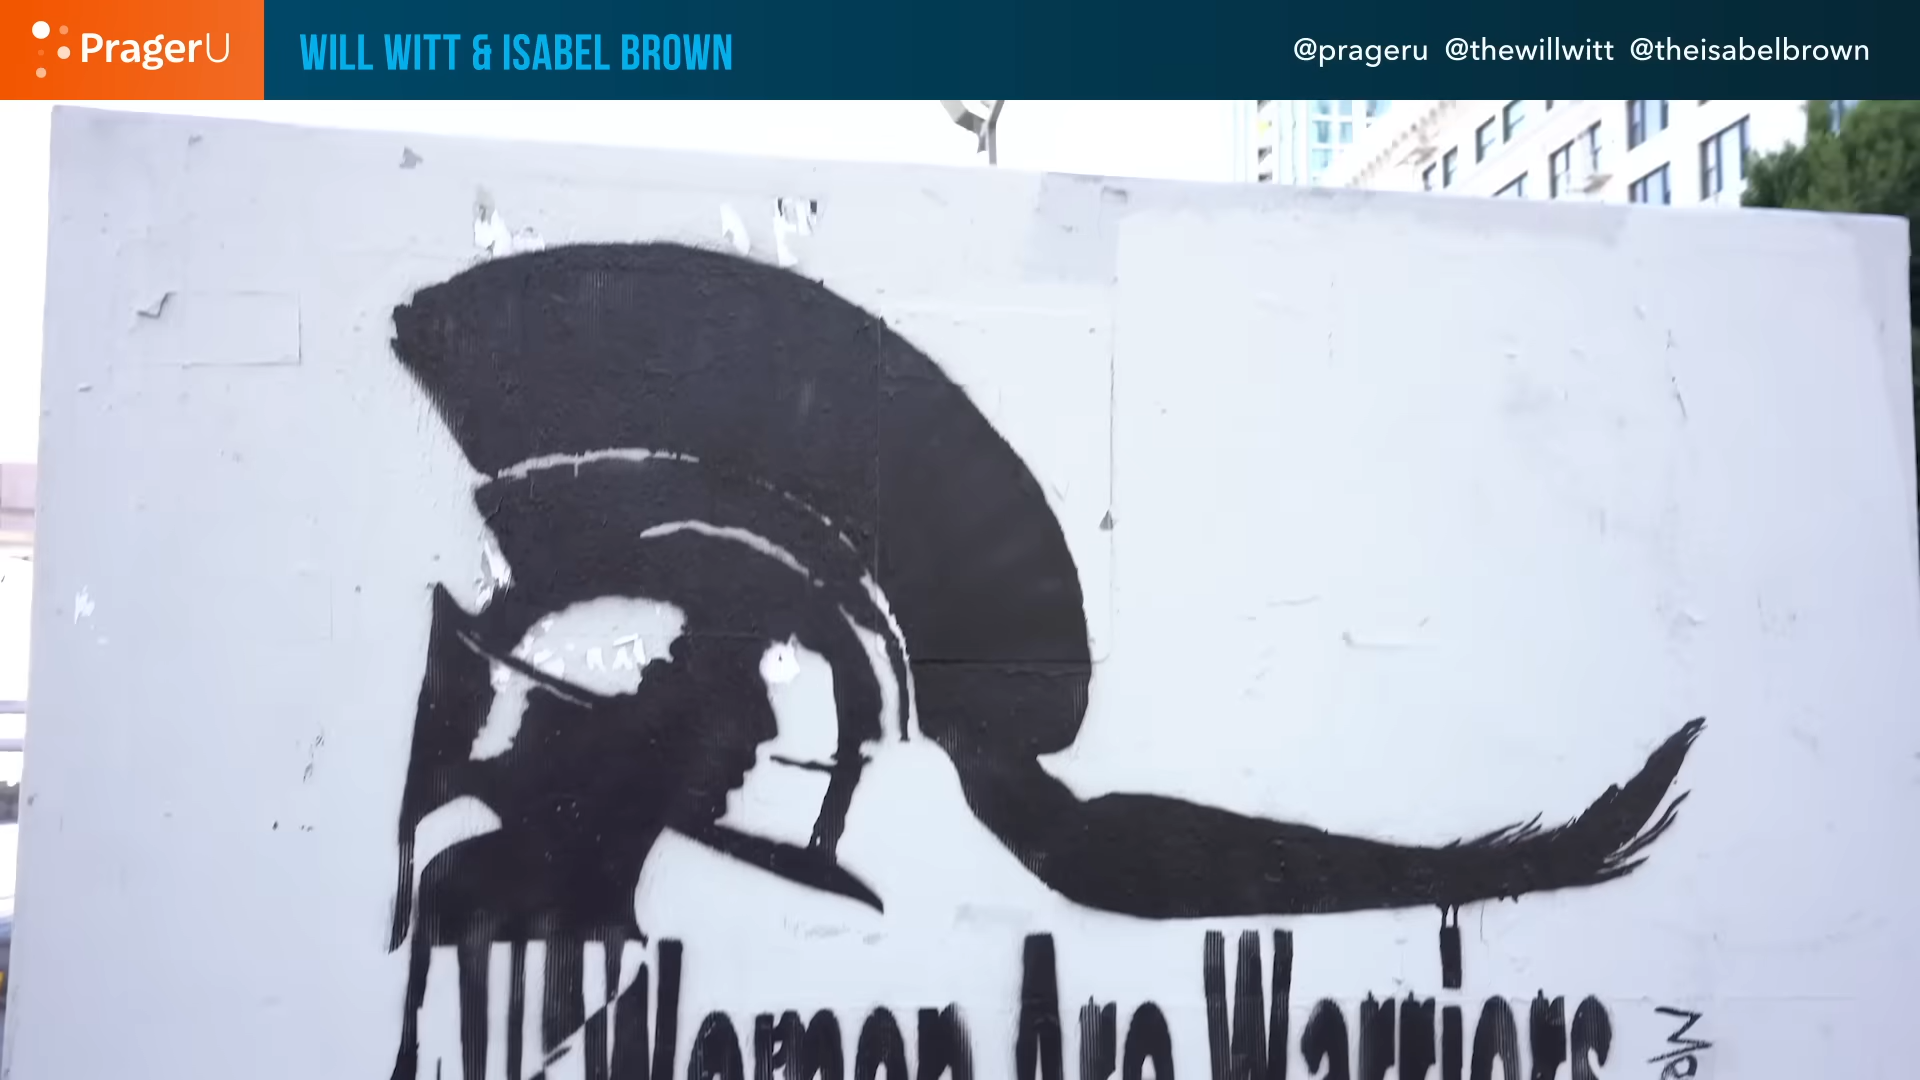 PragerU
WILL WITT & ISABEL BROWN
@prageru @thewillwitt @theisabelbrown
All Women Are Warriors